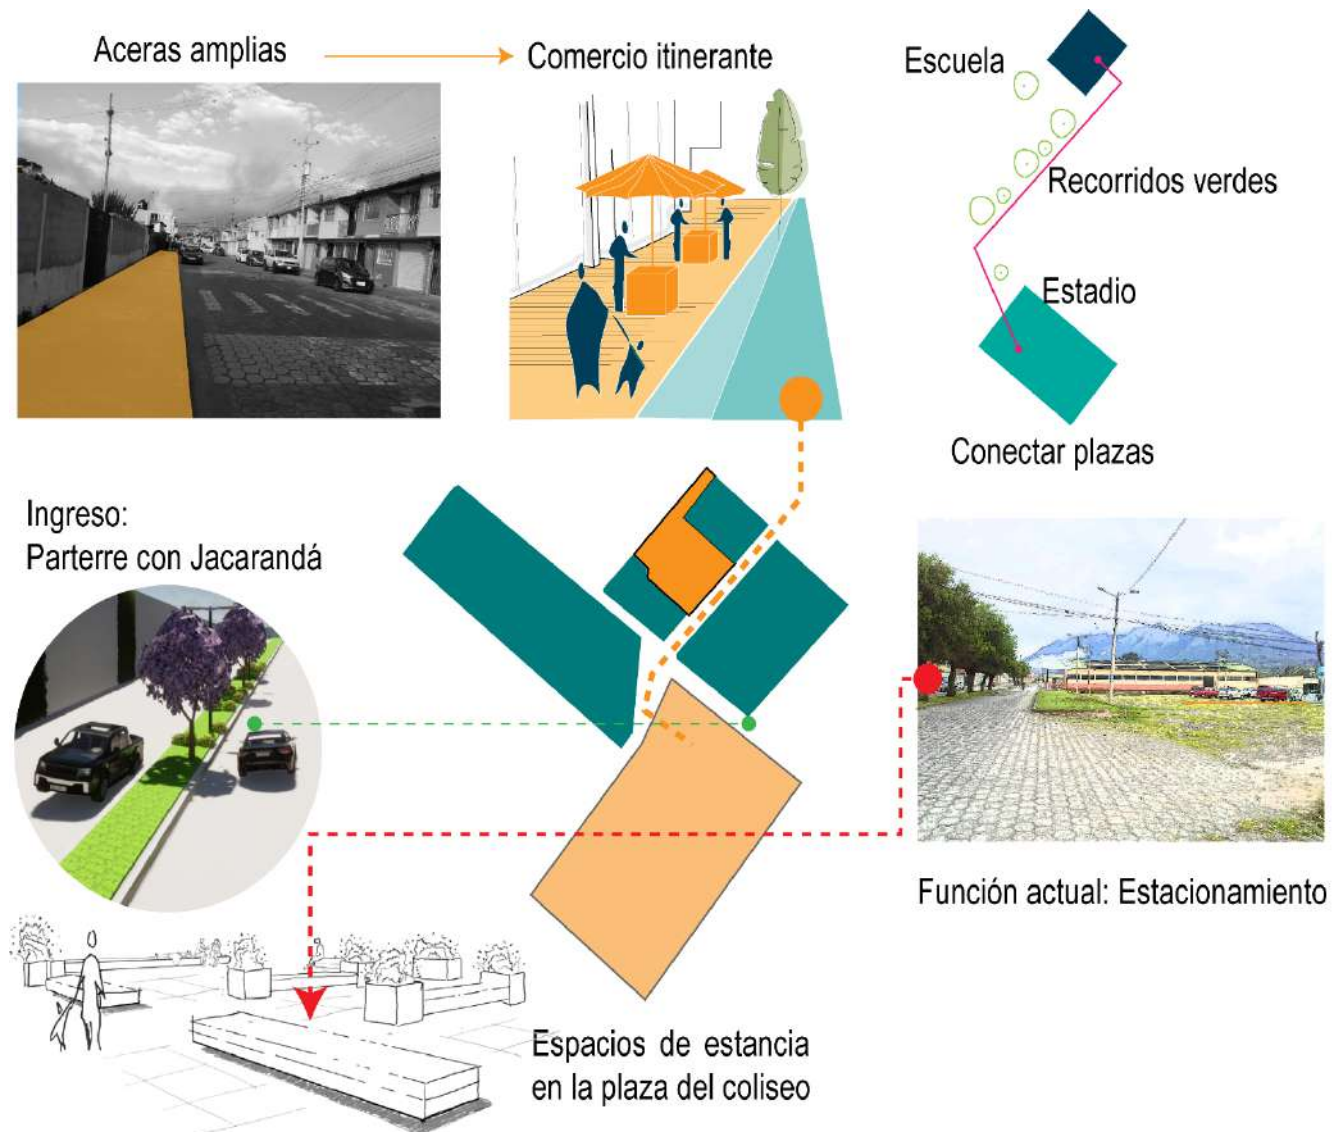 Aceras amplias
Comercio itinerante
Escuela
Recorridos verdes
Estadio
Conectar plazas
Ingreso:
Parterre con Jacarandá
Función actual: Estacionamiento
Espacios de estancia
en la plaza del coliseo